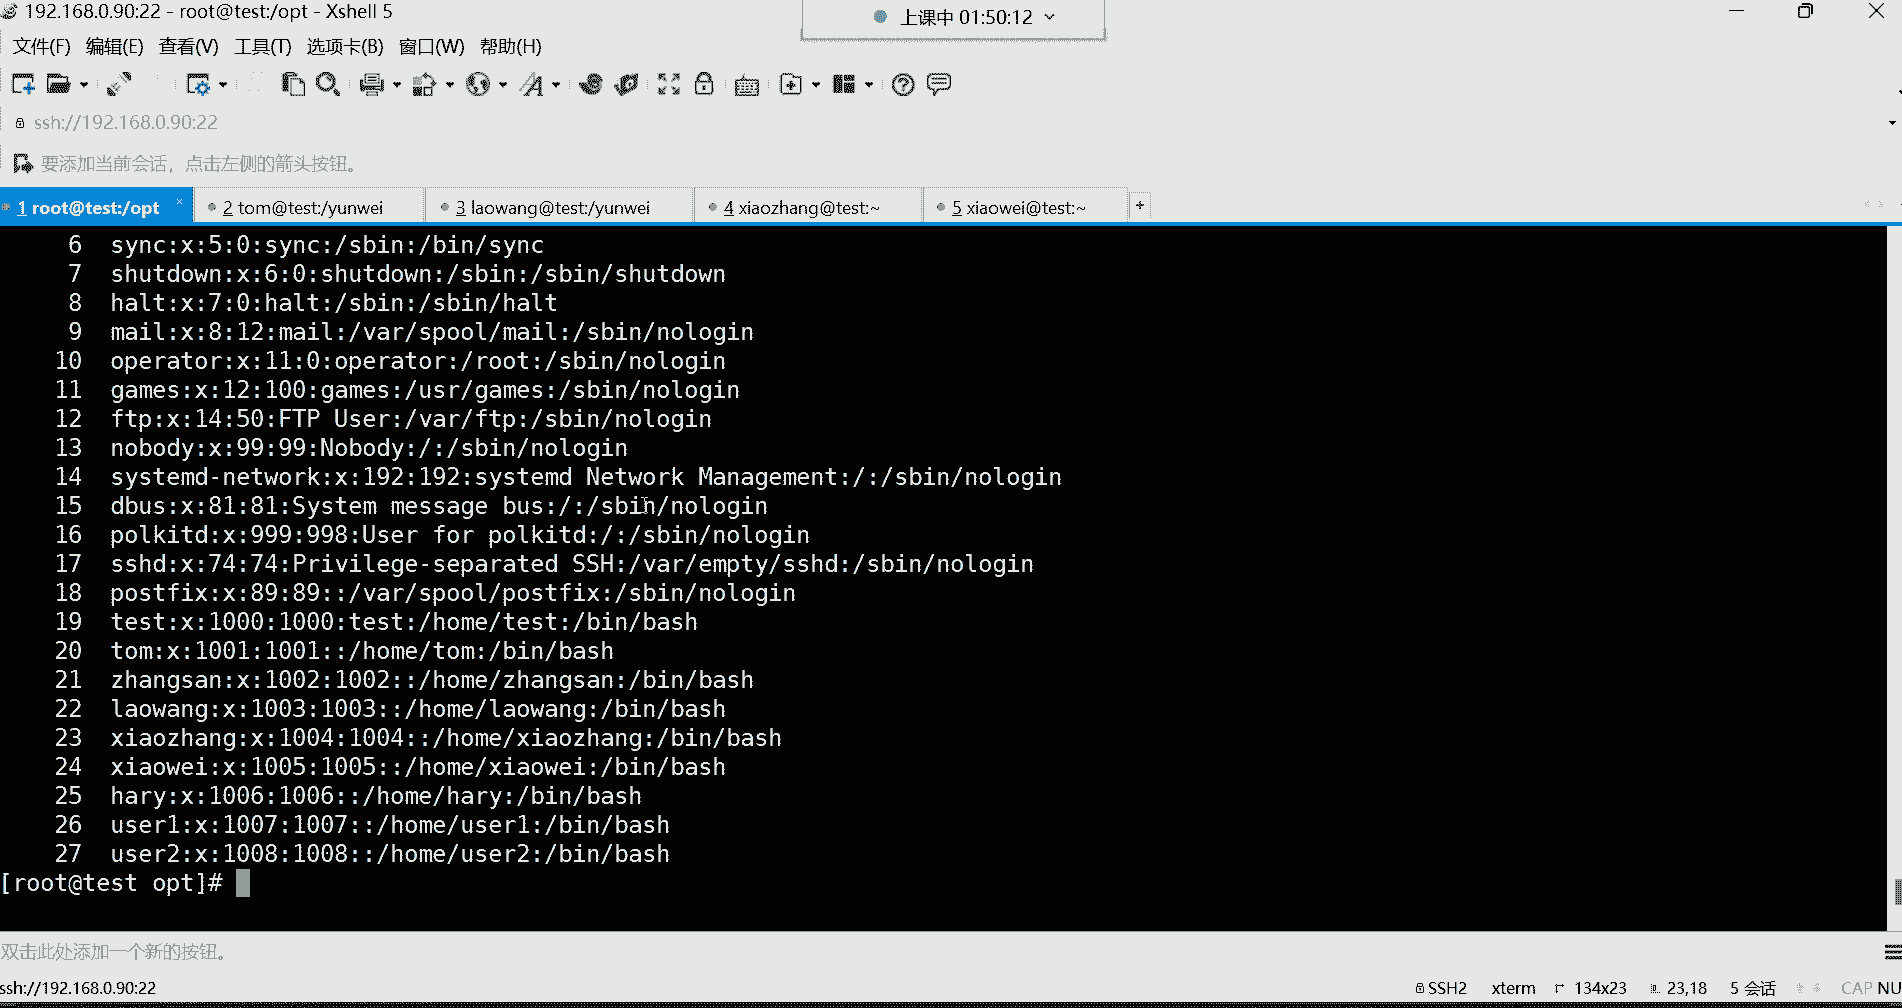 192.168.0.90:22 - root@test:/opt - Xshell 5
上课中 01:50:12
文件(F) 编辑(E) 查看(V) 工具(T) 选项卡(B) 窗口(W) 帮助(H)
ssh://192.168.0.90:22
要添加当前会话，点击左侧的箭头按钮。
1 root@test:/opt × 2 tom@test:/yunwei 3 laowang@test:/yunwei 4 xiaozhang@test:~ 5 xiaowei@test:~ +
6 sync:x:5:0:sync:/sbin:/bin/sync
7 shutdown:x:6:0:shutdown:/sbin:/sbin/shutdown
8 halt:x:7:0:halt:/sbin:/sbin/halt
9 mail:x:8:12:mail:/var/spool/mail:/sbin/nologin
10 operator:x:11:0:operator:/root:/sbin/nologin
11 games:x:12:100:games:/usr/games:/sbin/nologin
12 ftp:x:14:50:FTP User:/var/ftp:/sbin/nologin
13 nobody:x:99:99:Nobody:/:/sbin/nologin
14 systemd-network:x:192:192:systemd Network Management:/:/sbin/nologin
15 dbus:x:81:81:System message bus:/:/sbin/nologin
16 polkitd:x:999:998:User for polkitd:/:/sbin/nologin
17 sshd:x:74:74:Privilege-separated SSH:/var/empty/sshd:/sbin/nologin
18 postfix:x:89:89::/var/spool/postfix:/sbin/nologin
19 test:x:1000:1000:test:/home/test:/bin/bash
20 tom:x:1001:1001::/home/tom:/bin/bash
21 zhangsan:x:1002:1002::/home/zhangsan:/bin/bash
22 laowang:x:1003:1003::/home/laowang:/bin/bash
23 xiaozhang:x:1004:1004::/home/xiaozhang:/bin/bash
24 xiaowei:x:1005:1005::/home/xiaowei:/bin/bash
25 hary:x:1006:1006::/home/hary:/bin/bash
26 user1:x:1007:1007::/home/user1:/bin/bash
27 user2:x:1008:1008::/home/user2:/bin/bash
[root@test opt]#
双击此处添加一个新的按钮。
ssh://192.168.0.90:22 SSH2 xterm 134x23 23,18 5 会话 CAP NU